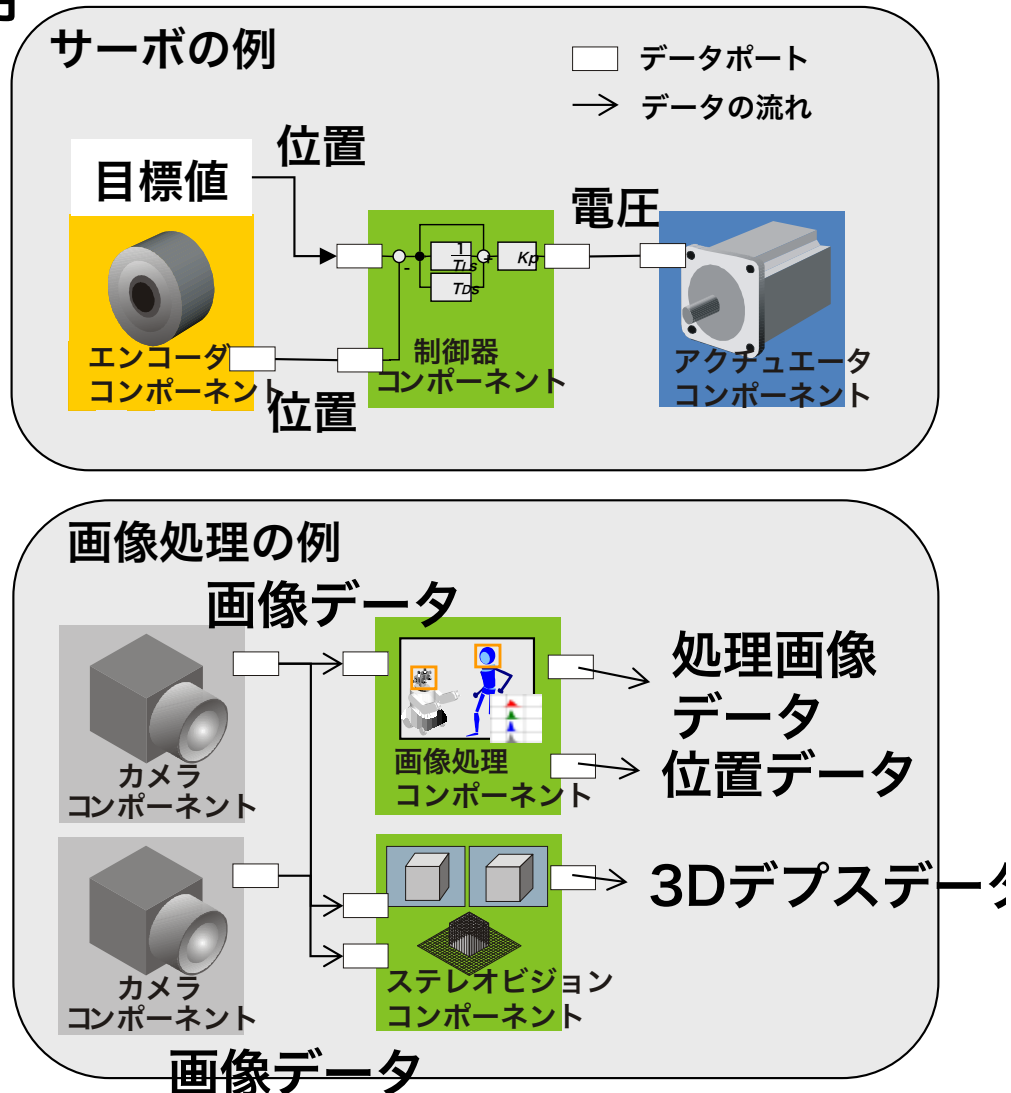 サーボの例
データポート
データの流れ
位置
目標値
電圧
1
TIs
TDs
+
-
Kp
エンコーダ
コンポーネント
制御器
コンポーネント
アクチュエータ
コンポーネント
位置
画像処理の例
画像データ
処理画像
データ
位置データ
画像処理
コンポーネント
カメラ
コンポーネント
3Dデプスデータ
カメラ
コンポーネント
ステレオビジョン
コンポーネント
画像データ